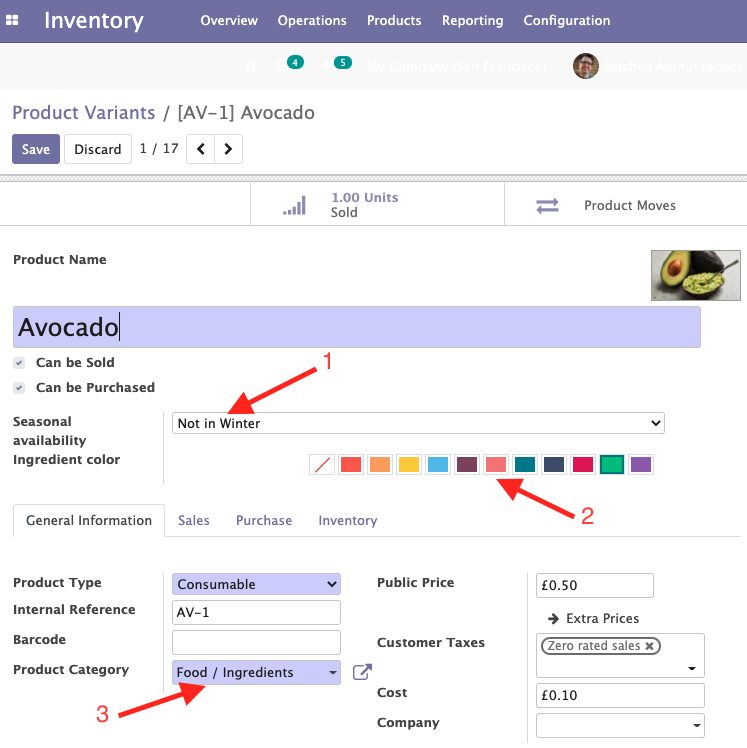 Inventory Overview Operations Products Reporting Configuration
4 5 My Company (San Francisco) Mitchell Admin (odoo
Product Variants / [AV-1] Avocado
Save Discard 1 / 17
1.00 Units
Sold
Product Moves
Product Name
Avocado
Can be Sold
1
Can be Purchased
Seasonal
availability
Not in Winter
Ingredient color
2
General Information Sales Purchase Inventory
Product Type Consumable
Public Price £0.50
Internal Reference AV-1
Extra Prices
Barcode
Customer Taxes Zero rated sales
Product Category Food / Ingredients
Cost £0.10
3
Company